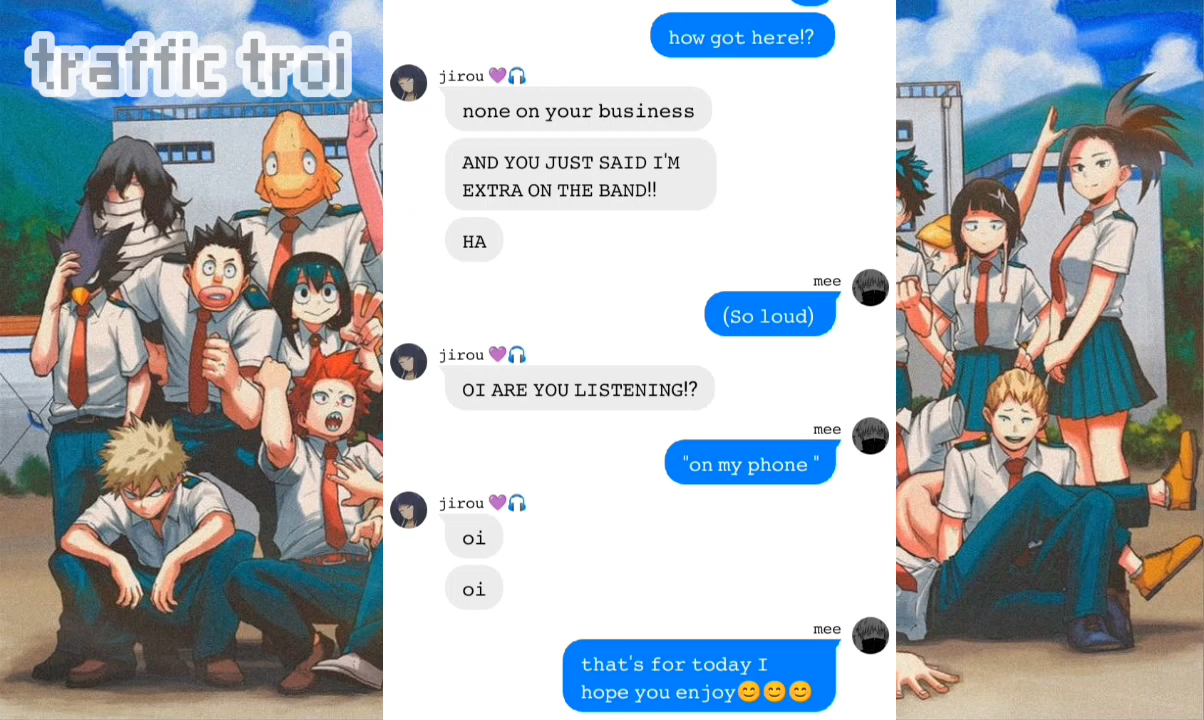 traffic troi
how got here!?
jirou 💜🎧
none on your business
AND YOU JUST SAID I'M
EXTRA ON THE BAND!!
HA
mee
(So loud)
jirou 💜🎧
OI ARE YOU LISTENING!?
mee
"on my phone "
jirou 💜🎧
oi
oi
mee
that's for today I
hope you enjoy😊😊😊